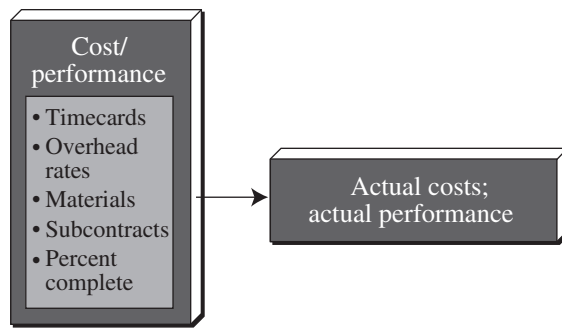 Cost/
performance
• Timecards
• Overhead
rates
• Materials
• Subcontracts
• Percent
complete
Actual costs;
actual performance